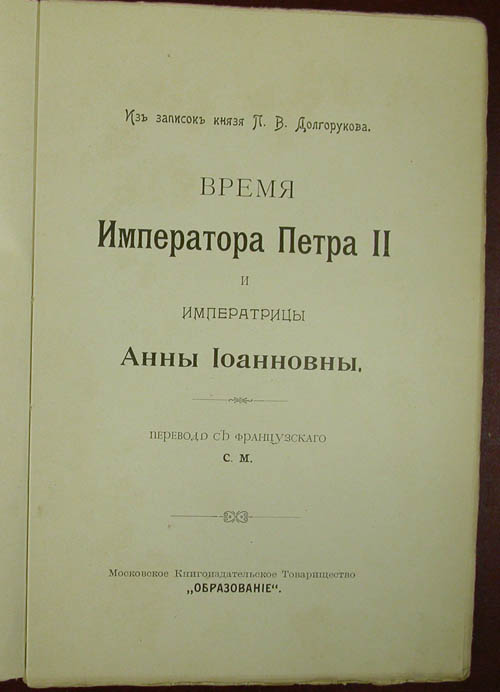 Изъ записокъ князя П. В. Долгорукова.
ВРЕМЯ
Императора Петра II
и
ИМПЕРАТРИЦЫ
Анны Іоанновны.
ПЕРЕВОДЪ СЪ ФРАНЦУЗСКАГО
С. М.
Московское Книгоиздательское Товарищество
„ОБРАЗОВАНІЕ".